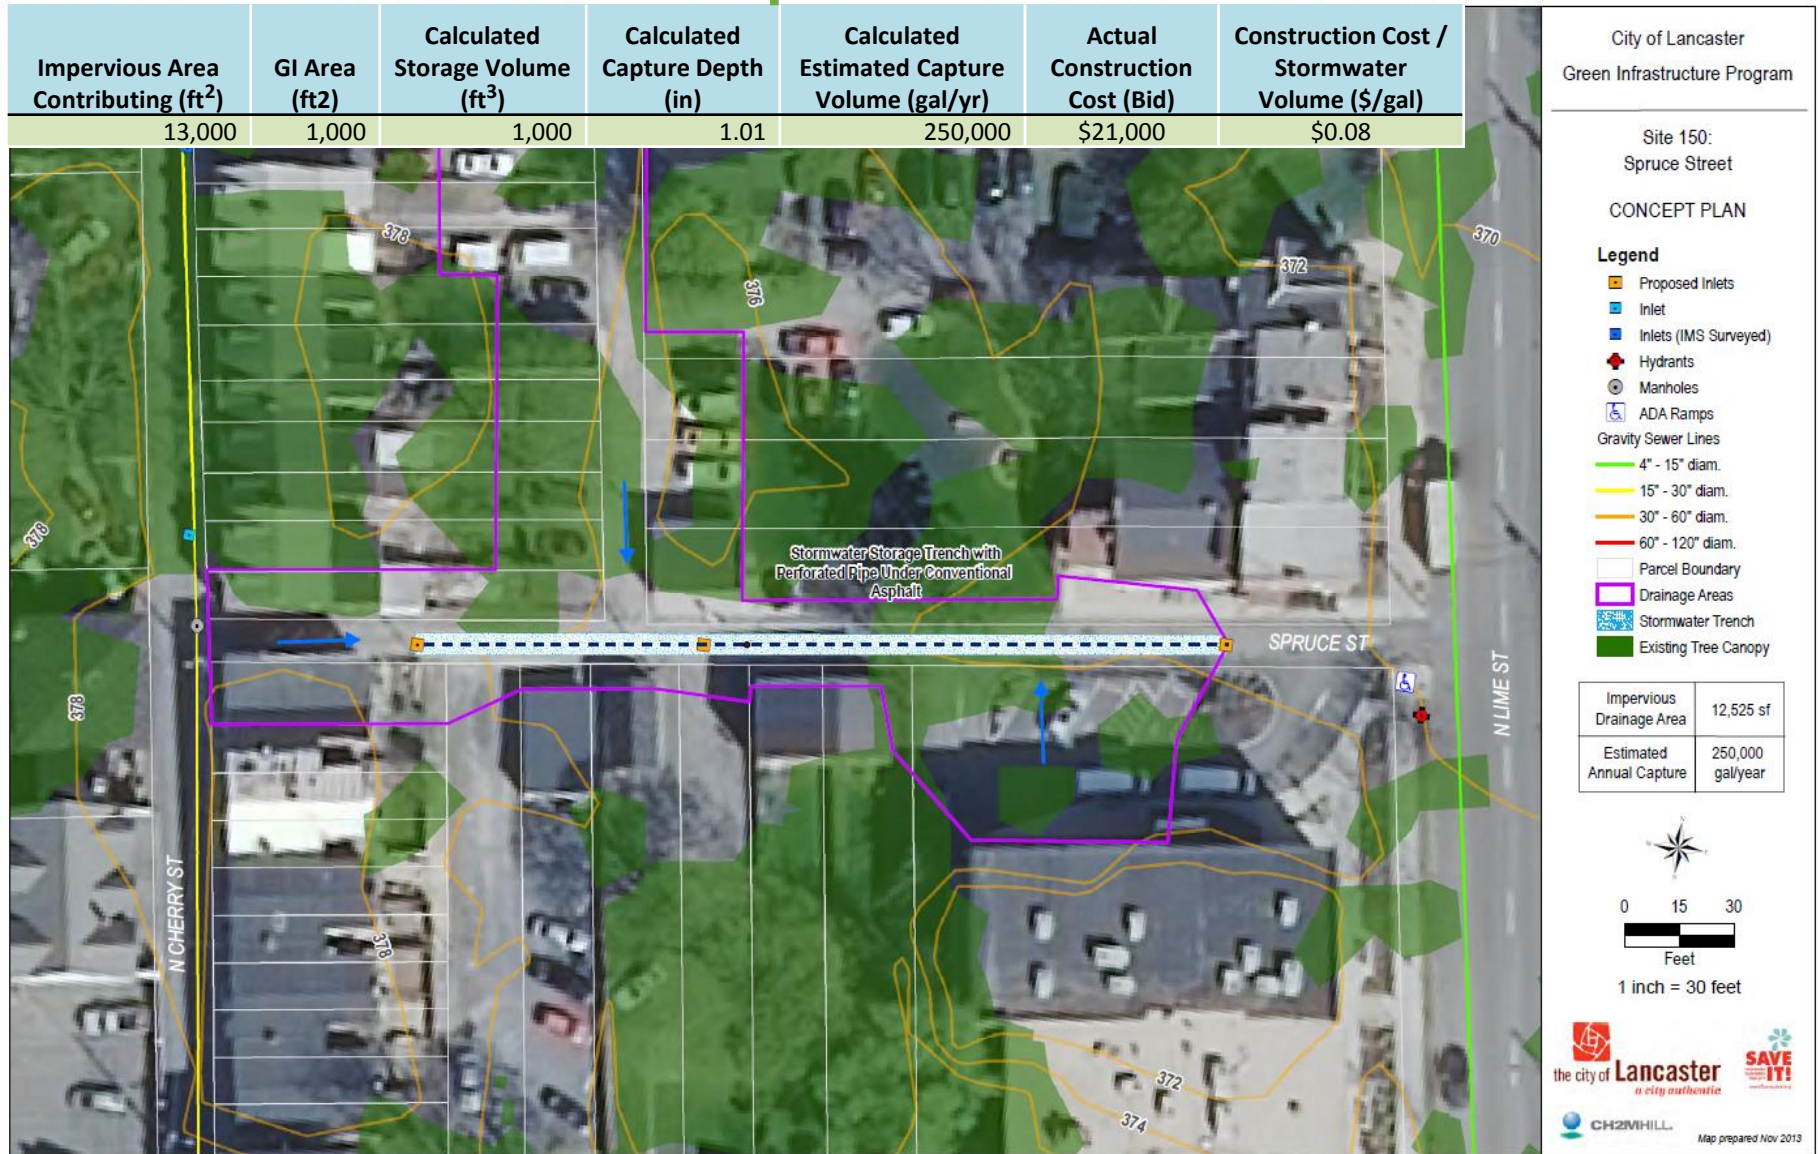 Impervious Area
Contributing (ft2)
GI Area
(ft2)
Calculated
Storage Volume
(ft3)
Calculated
Capture Depth
(in)
Calculated
Estimated Capture
Volume (gal/yr)
Actual
Construction
Cost (Bid)
Construction Cost /
Stormwater
Volume ($/gal)
13,000 1,000 1,000 1.01 250,000 $21,000 $0.08
378
376
372
370
378
Stormwater Storage Trench with
Perforated Pipe Under Conventional
Asphalt
SPRUCE ST
N LIME ST
378
N CHERRY ST
378
372
374
City of Lancaster
Green Infrastructure Program
Site 150:
Spruce Street
CONCEPT PLAN
Legend
Proposed Inlets
Inlet
Inlets (IMS Surveyed)
Hydrants
Manholes
ADA Ramps
Gravity Sewer Lines
4" - 15" diam.
15" - 30" diam.
30" - 60" diam.
60" - 120" diam.
Parcel Boundary
Drainage Areas
Stormwater Trench
Existing Tree Canopy
Impervious
Drainage Area
12,525 sf
Estimated
Annual Capture
250,000
gal/year
0 15 30
Feet
1 inch = 30 feet
the city of Lancaster
a city authentic
SAVE
IT!
CH2MHILL.
Map prepared Nov 2013